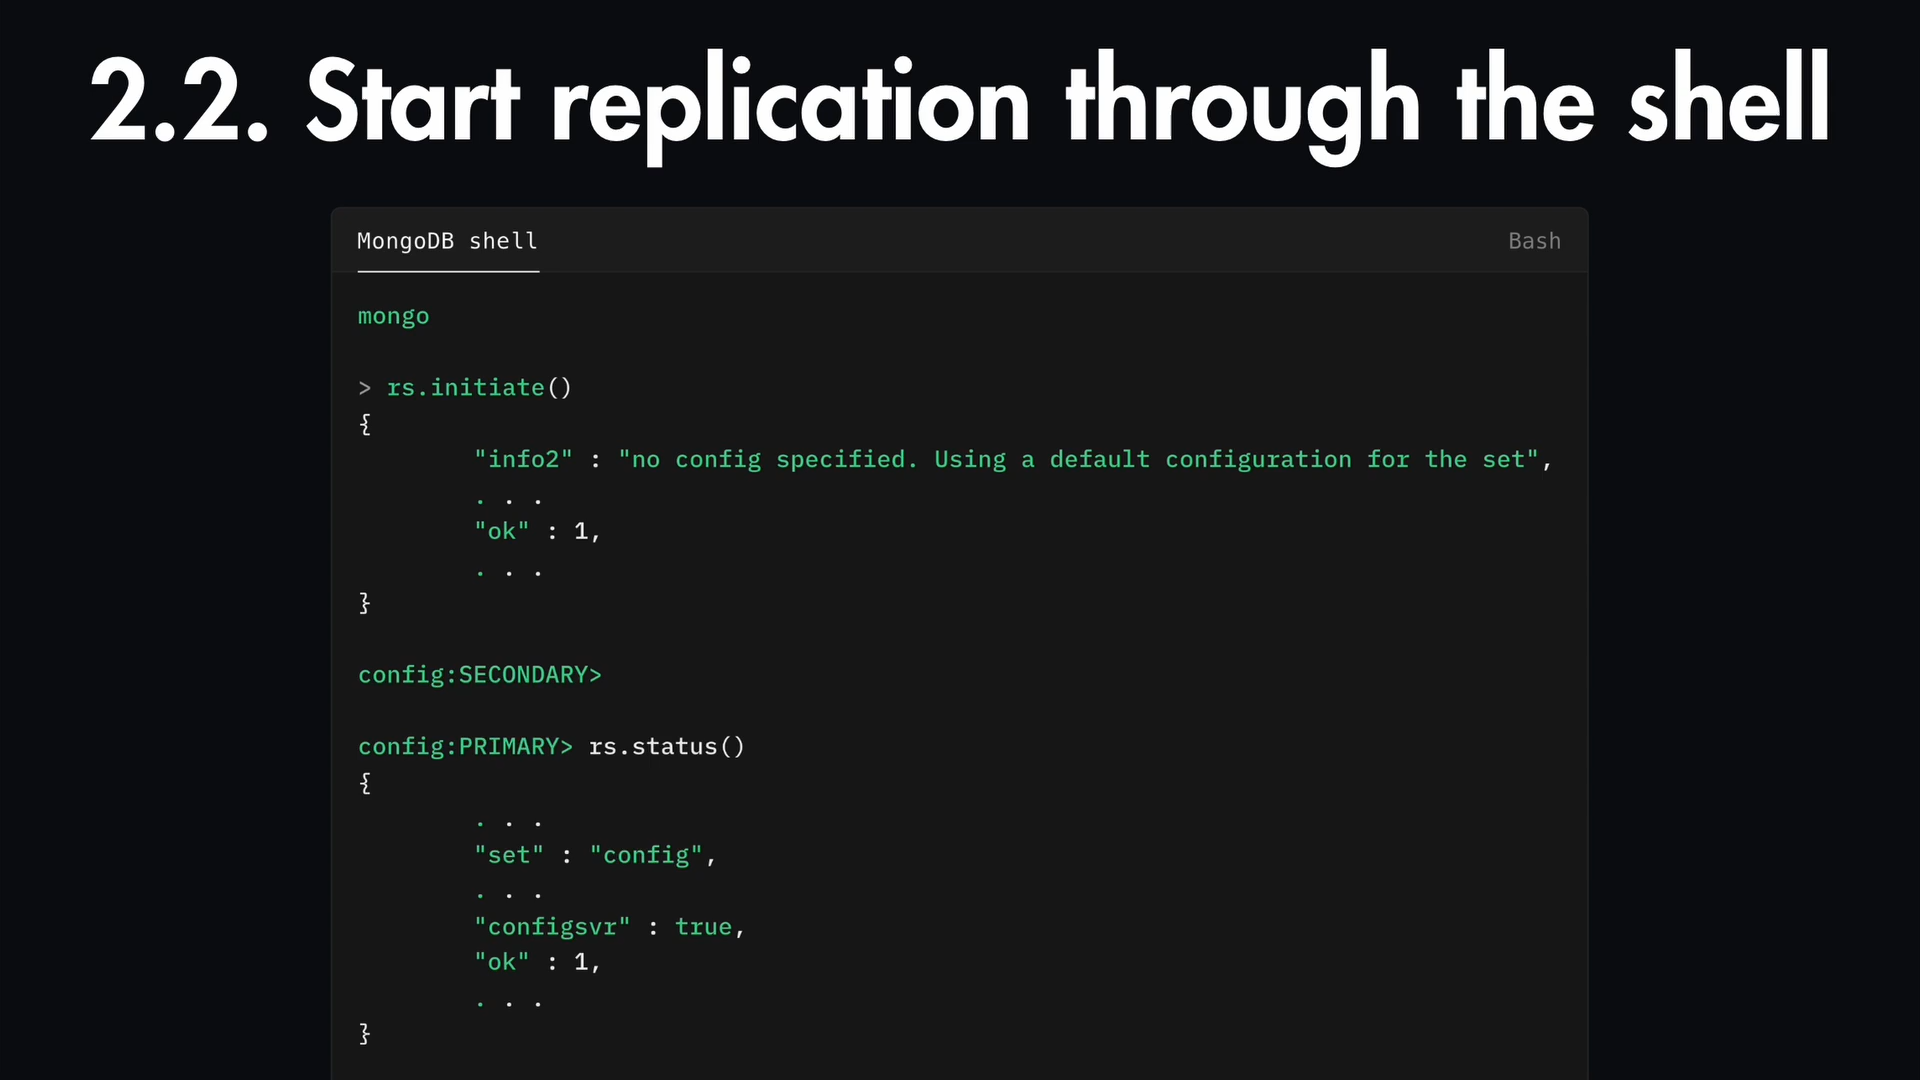 2.2. Start replication through the shell
MongoDB shell
Bash
mongo
> rs.initiate()
{
"info2" : "no config specified. Using a default configuration for the set",
. . .
"ok" : 1,
. . .
}
config:SECONDARY>
config:PRIMARY> rs.status()
{
. . .
"set" : "config",
. . .
"configsvr" : true,
"ok" : 1,
. . .
}